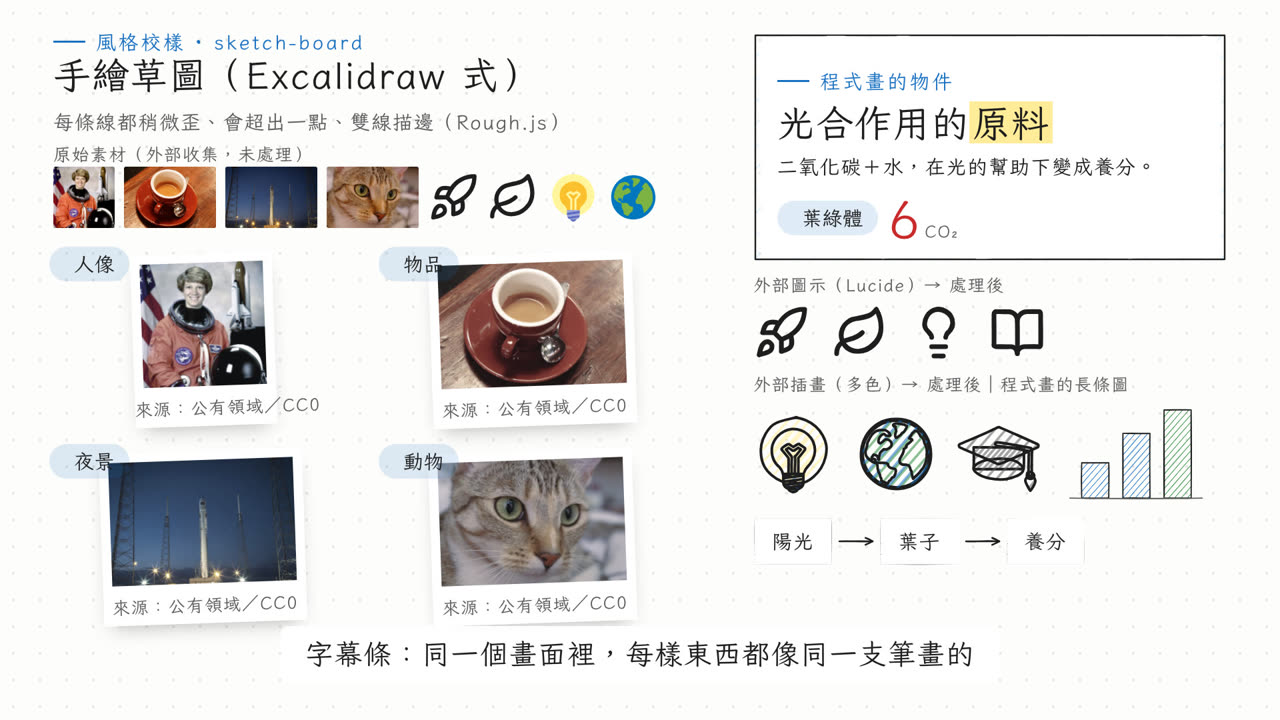 風格校樣・sketch-board
手繪草圖（Excalidraw 式）
每條線都稍微歪、會超出一點、雙線描邊（Rough.js）
原始素材（外部收集，未處理）
人像
來源：公有領域／CC0
物品
來源：公有領域／CC0
夜景
來源：公有領域／CC0
動物
來源：公有領域／CC0
程式畫的物件
光合作用的原料
二氧化碳＋水，在光的幫助下變成養分。
葉綠體 6 CO₂
外部圖示（Lucide）→ 處理後
外部插畫（多色）→ 處理後｜程式畫的長條圖
陽光 → 葉子 → 養分
字幕條：同一個畫面裡，每樣東西都像同一支筆畫的